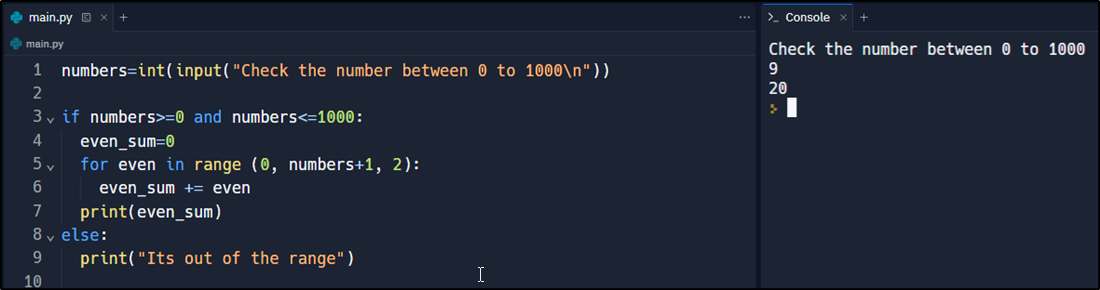 main.py
Console
main.py
1 numbers=int(input("Check the number between 0 to 1000\n"))
2
3 if numbers>=0 and numbers<=1000:
4 even_sum=0
5 for even in range (0, numbers+1, 2):
6 even_sum += even
7 print(even_sum)
8 else:
9 print("Its out of the range")
10
Check the number between 0 to 1000
9
20